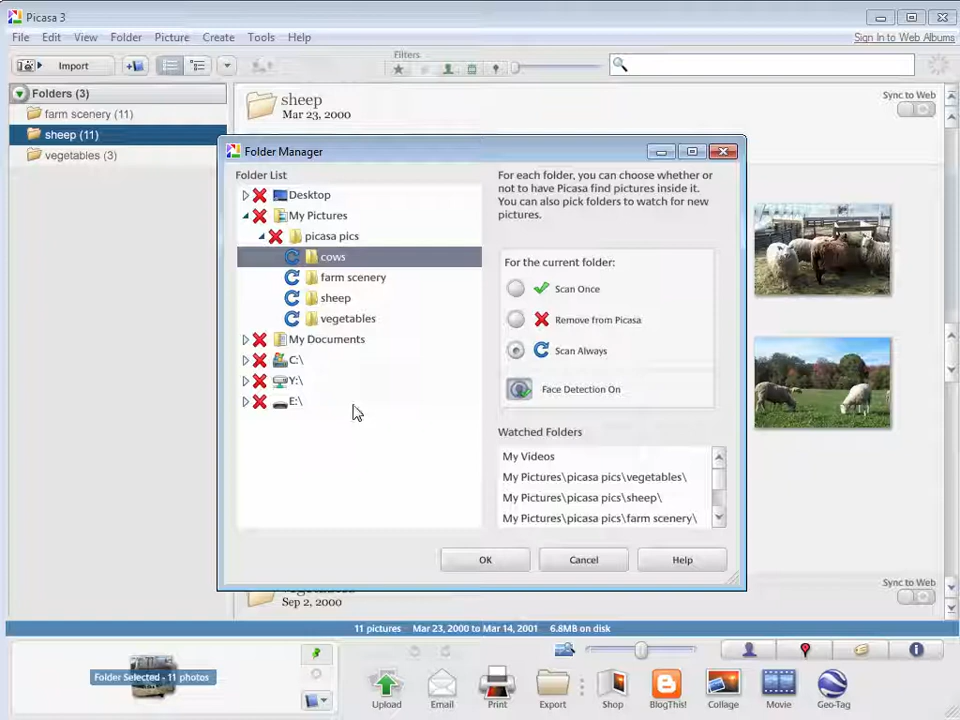 Picasa 3
File Edit View Folder Picture Create Tools Help
Sign In to Web Albums
Import
Filters
Folders (3)
farm scenery (11)
sheep (11)
vegetables (3)
sheep
Mar 23, 2000
Sync to Web
Folder Manager
Folder List
Desktop
My Pictures
picasa pics
cows
farm scenery
sheep
vegetables
My Documents
C:\
Y:\
E:\
For each folder, you can choose whether or
not to have Picasa find pictures inside it.
You can also pick folders to watch for new
pictures.
For the current folder:
Scan Once
Remove from Picasa
Scan Always
Face Detection On
Watched Folders
My Videos
My Pictures\picasa pics\vegetables\
My Pictures\picasa pics\sheep\
My Pictures\picasa pics\farm scenery\
OK Cancel Help
Sync to Web
Sep 2, 2000
11 pictures Mar 23, 2000 to Mar 14, 2001 6.8MB on disk
Folder Selected - 11 photos
Upload Email Print Export Shop BlogThis! Collage Movie Geo-Tag